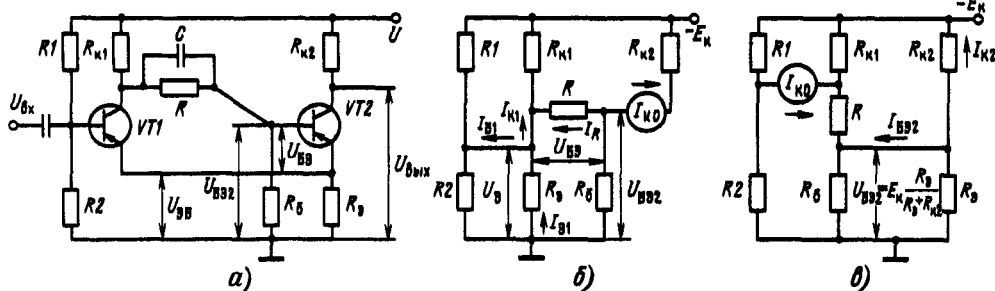 U
R1
Rк1
C
R
Rк2
Uвх
VT1
VT2
UБЭ
UБЭ2
Uвых
R2
UЭВ
Rб
Rэ
а)
-Eк
R1
Rк1
Rк2
R
Iк0
IБ1
Iк1
IR
UБЭ
R2
Uэ
Rэ
Rб
UБЭ2
IЭ1
б)
-Eк
R1
Rк1
Rк2
Iк2
Iк0
R
IБЭ2
R2
Rб
UБЭ2=Eк Rэ/(Rэ+Rк2)
Rэ
в)